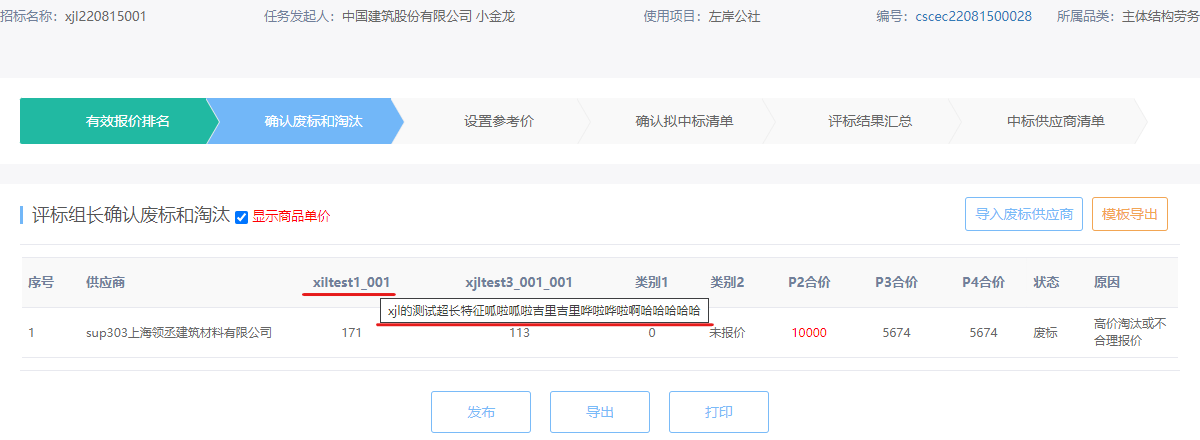 招标名称：xjl220815001 任务发起人：中国建筑股份有限公司 小金龙 使用项目：左岸公社 编号：cscec22081500028 所属品类：主体结构劳务
有效报价排名 确认废标和淘汰 设置参考价 确认拟中标清单 评标结果汇总 中标供应商清单
评标组长确认废标和淘汰 显示商品单价 导入废标供应商 模板导出
序号 供应商 xiltest1_001 xjltest3_001_001 类别1 类别2 P2合价 P3合价 P4合价 状态 原因
xjl的测试超长特征呱啦呱啦吉里吉里哗啦哗啦啊哈哈哈哈哈
1 sup303上海领丞建筑材料有限公司 171 113 0 未报价 10000 5674 5674 废标 高价淘汰或不
合理报价
发布 导出 打印